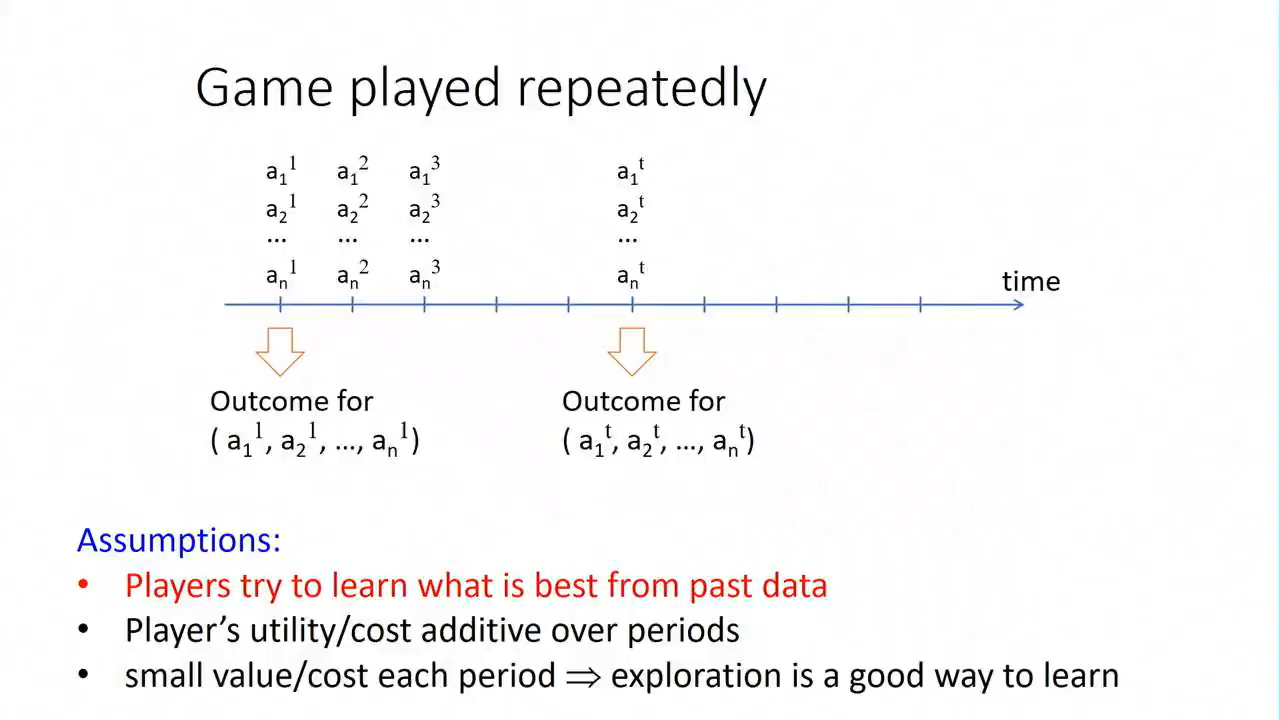 Game played repeatedly
a₁¹ a₁² a₁³ a₁ᵗ
a₂¹ a₂² a₂³ a₂ᵗ
... ... ... ...
aₙ¹ aₙ² aₙ³ aₙᵗ
time
Outcome for Outcome for
( a₁¹, a₂¹, ..., aₙ¹) ( a₁ᵗ, a₂ᵗ, ..., aₙᵗ)
Assumptions:
• Players try to learn what is best from past data
• Player’s utility/cost additive over periods
• small value/cost each period ⇒ exploration is a good way to learn